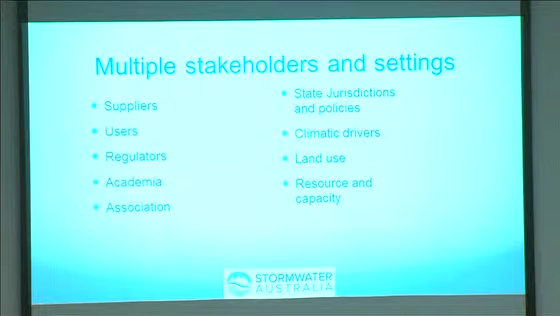 Multiple stakeholders and settings
Suppliers
Users
Regulators
Academia
Association
State Jurisdictions
and policies
Climatic drivers
Land use
Resource and
capacity
STORMWATER
AUSTRALIA